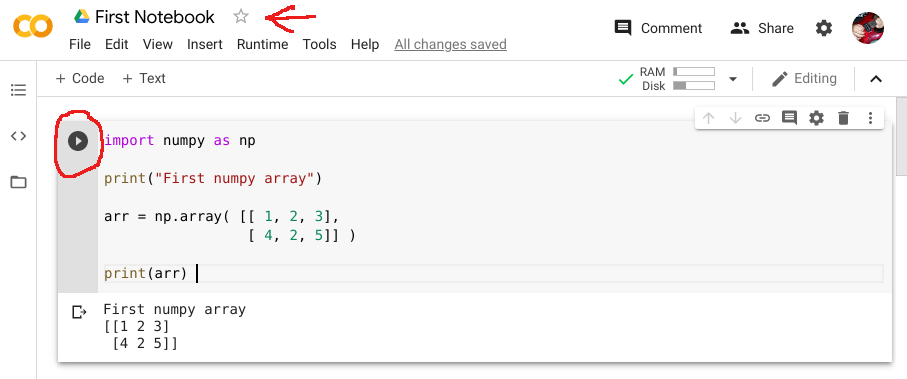 First Notebook
Comment Share
File Edit View Insert Runtime Tools Help All changes saved
+ Code + Text
RAM
Disk
Editing
import numpy as np
print("First numpy array")
arr = np.array( [[ 1, 2, 3],
[ 4, 2, 5]] )
print(arr)
First numpy array
[[1 2 3]
[4 2 5]]